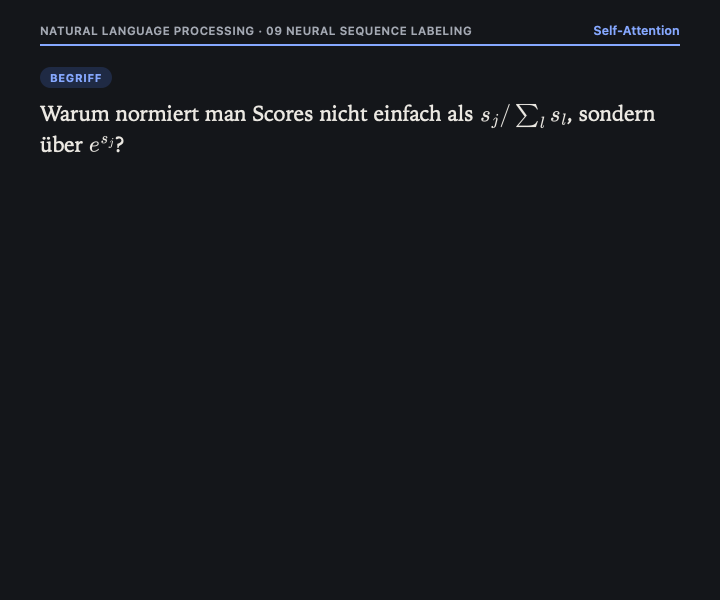 NATURAL LANGUAGE PROCESSING · 09 NEURAL SEQUENCE LABELING
Self-Attention
BEGRIFF
Warum normiert man Scores nicht einfach als $s_j / \sum_l s_l$, sondern
über $e^{s_j}$?